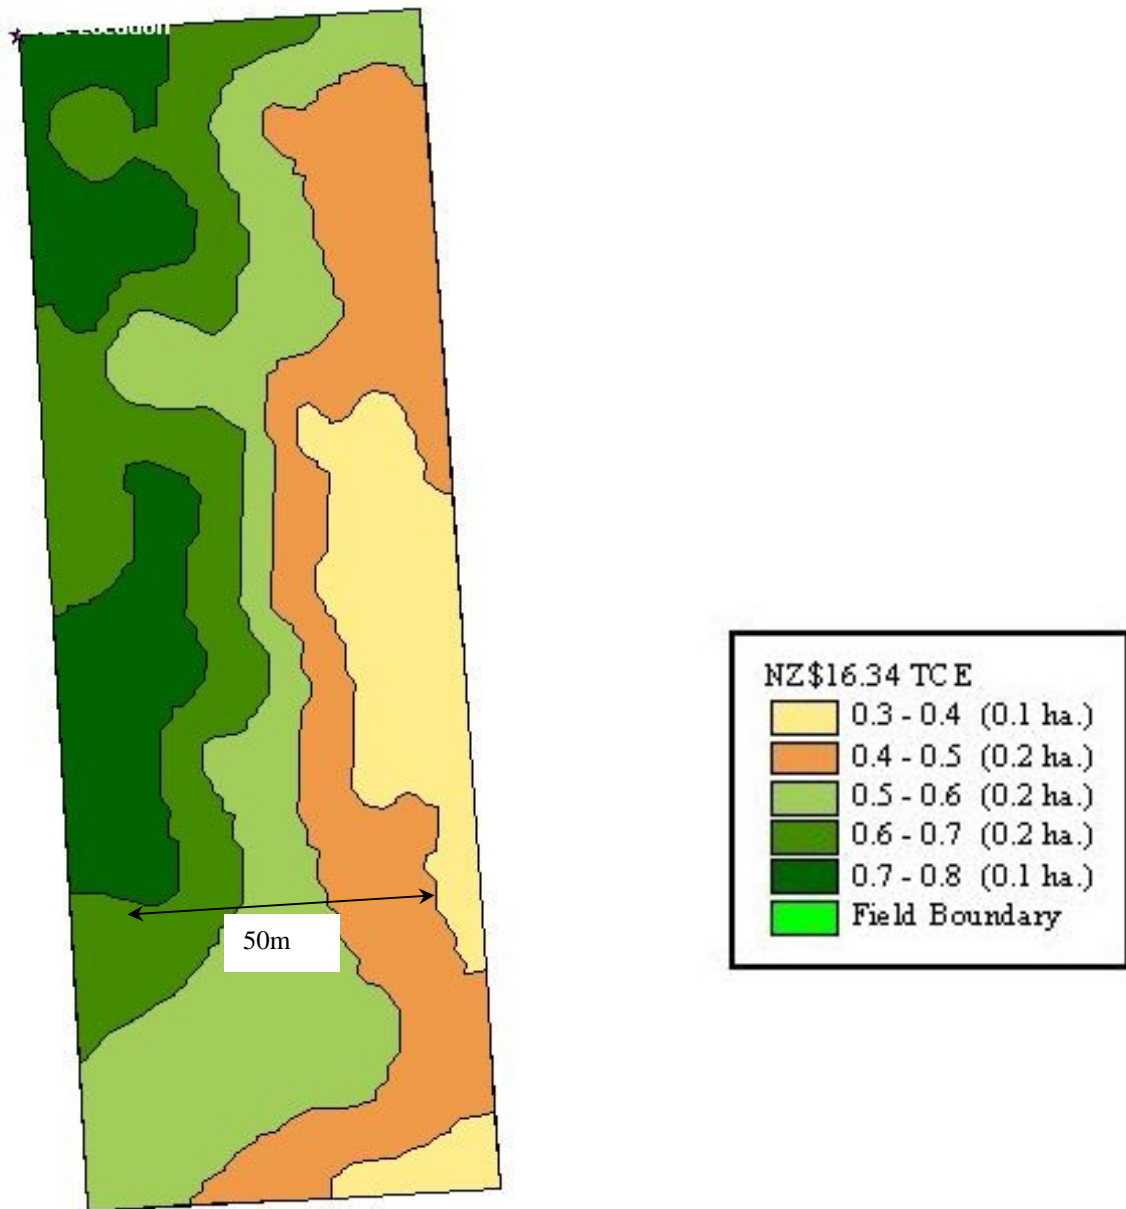 Location
50m
NZ$16.34 TCE
0.3 - 0.4 (0.1 ha.)
0.4 - 0.5 (0.2 ha.)
0.5 - 0.6 (0.2 ha.)
0.6 - 0.7 (0.2 ha.)
0.7 - 0.8 (0.1 ha.)
Field Boundary